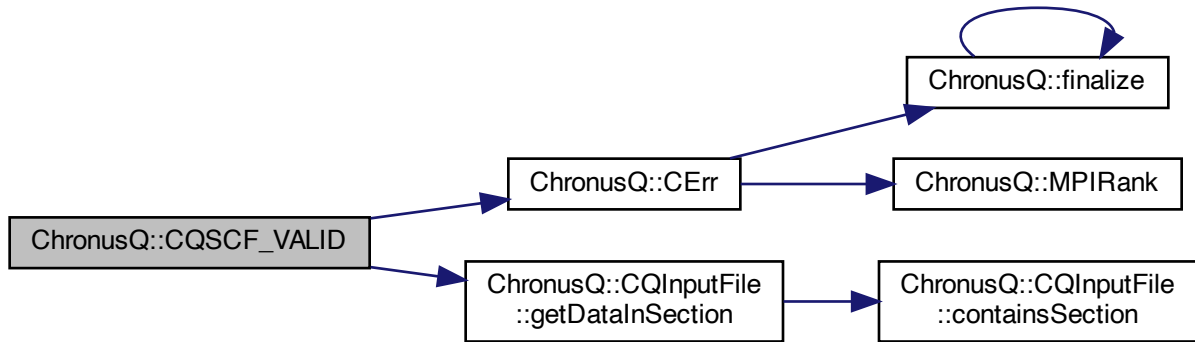 ChronusQ::finalize
ChronusQ::CErr
ChronusQ::MPIRank
ChronusQ::CQSCF_VALID
ChronusQ::CQInputFile
::getDataInSection
ChronusQ::CQInputFile
::containsSection